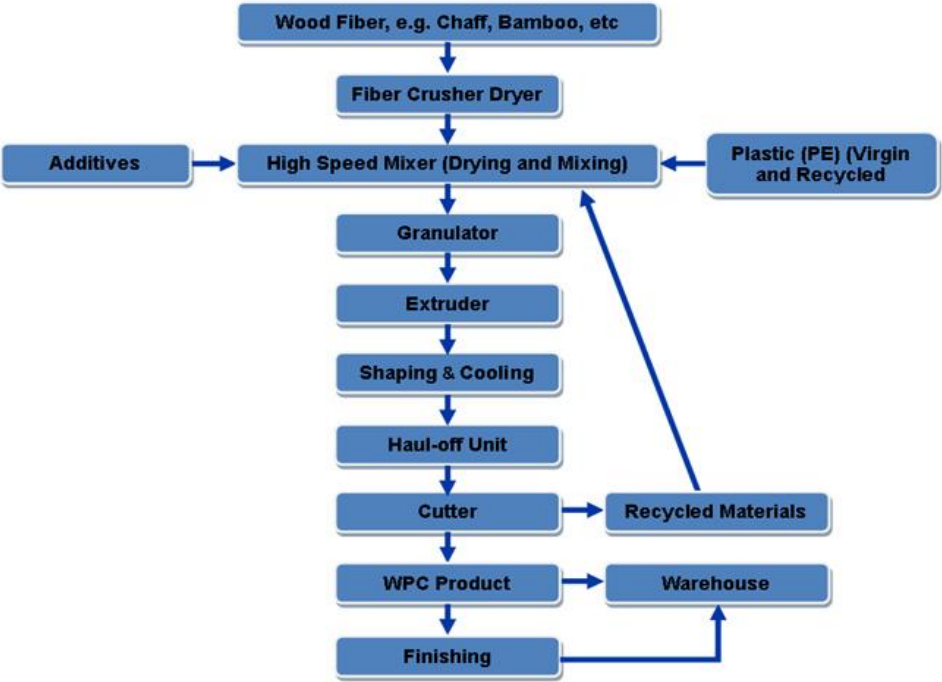 Wood Fiber, e.g. Chaff, Bamboo, etc
Fiber Crusher Dryer
Additives
High Speed Mixer (Drying and Mixing)
Plastic (PE) (Virgin
and Recycled
Granulator
Extruder
Shaping & Cooling
Haul-off Unit
Cutter
Recycled Materials
WPC Product
Warehouse
Finishing